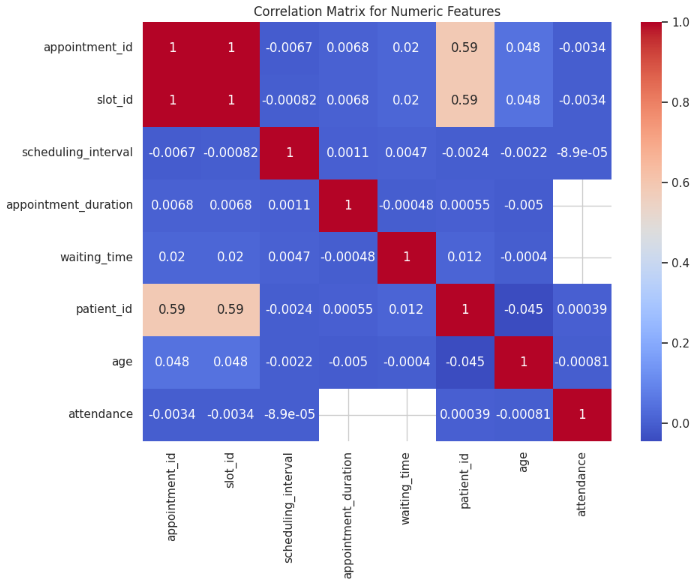 Correlation Matrix for Numeric Features
appointment_id 1 1 -0.0067 0.0068 0.02 0.59 0.048 -0.0034
slot_id 1 1 -0.00082 0.0068 0.02 0.59 0.048 -0.0034
scheduling_interval -0.0067 -0.00082 1 0.0011 0.0047 -0.0024 -0.0022 -8.9e-05
appointment_duration 0.0068 0.0068 0.0011 1 -0.00048 0.00055 -0.005
waiting_time 0.02 0.02 0.0047 -0.00048 1 0.012 -0.0004
patient_id 0.59 0.59 -0.0024 0.00055 0.012 1 -0.045 0.00039
age 0.048 0.048 -0.0022 -0.005 -0.0004 -0.045 1 -0.00081
attendance -0.0034 -0.0034 -8.9e-05 0.00039 -0.00081 1
appointment_id
slot_id
scheduling_interval
appointment_duration
waiting_time
patient_id
age
attendance
1.0
0.8
0.6
0.4
0.2
0.0